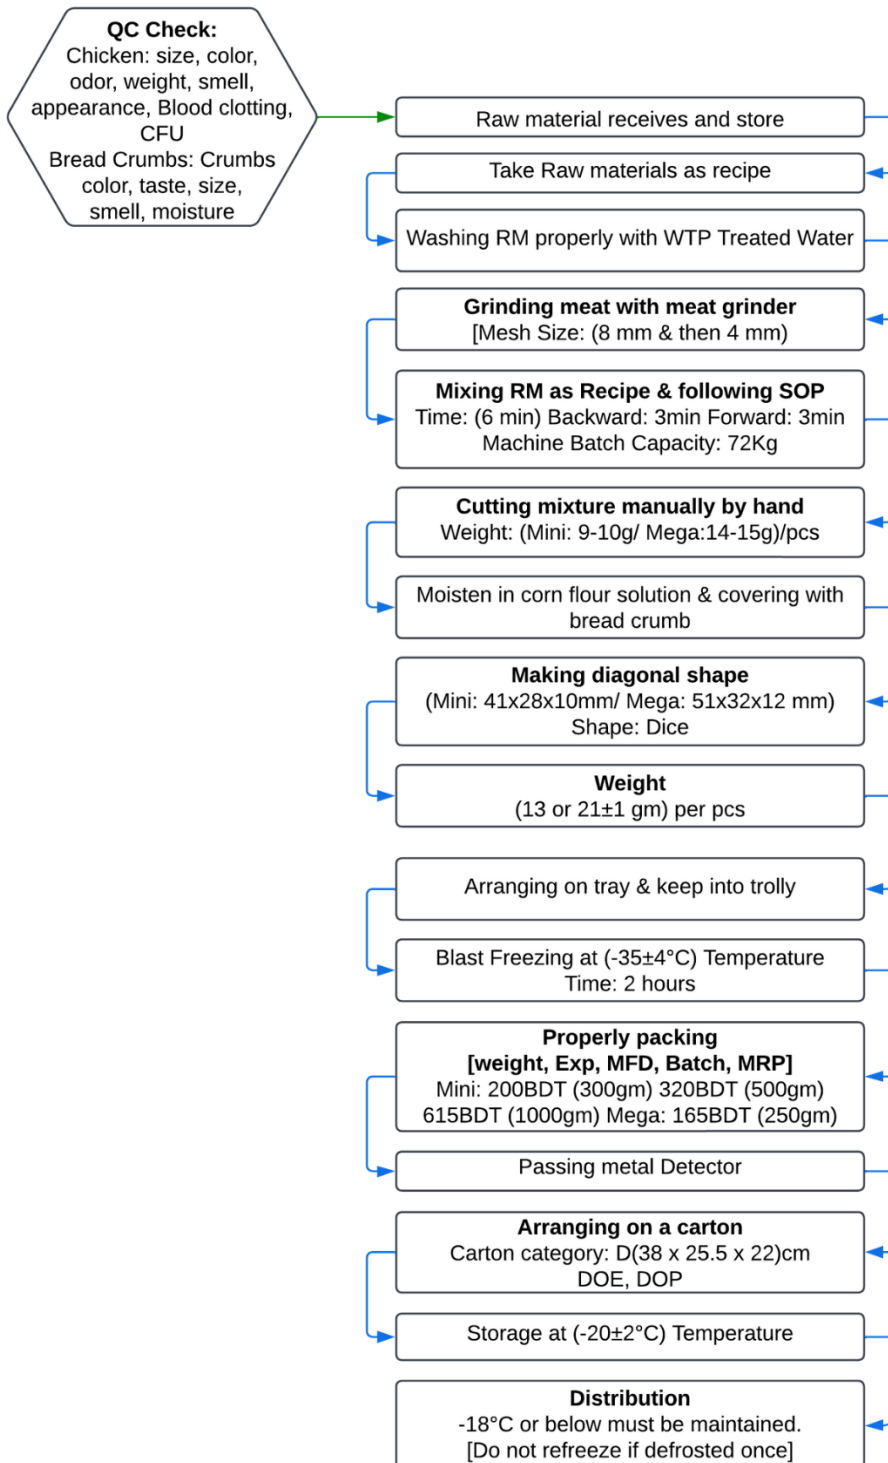 QC Check:
Chicken: size, color,
odor, weight, smell,
appearance, Blood clotting,
CFU
Bread Crumbs: Crumbs
color, taste, size,
smell, moisture
Raw material receives and store
Take Raw materials as recipe
Washing RM properly with WTP Treated Water
Grinding meat with meat grinder
[Mesh Size: (8 mm & then 4 mm)
Mixing RM as Recipe & following SOP
Time: (6 min) Backward: 3min Forward: 3min
Machine Batch Capacity: 72Kg
Cutting mixture manually by hand
Weight: (Mini: 9-10g/ Mega:14-15g)/pcs
Moisten in corn flour solution & covering with
bread crumb
Making diagonal shape
(Mini: 41x28x10mm/ Mega: 51x32x12 mm)
Shape: Dice
Weight
(13 or 21±1 gm) per pcs
Arranging on tray & keep into trolly
Blast Freezing at (-35±4°C) Temperature
Time: 2 hours
Properly packing
[weight, Exp, MFD, Batch, MRP]
Mini: 200BDT (300gm) 320BDT (500gm)
615BDT (1000gm) Mega: 165BDT (250gm)
Passing metal Detector
Arranging on a carton
Carton category: D(38 x 25.5 x 22)cm
DOE, DOP
Storage at (-20±2°C) Temperature
Distribution
-18°C or below must be maintained.
[Do not refreeze if defrosted once]